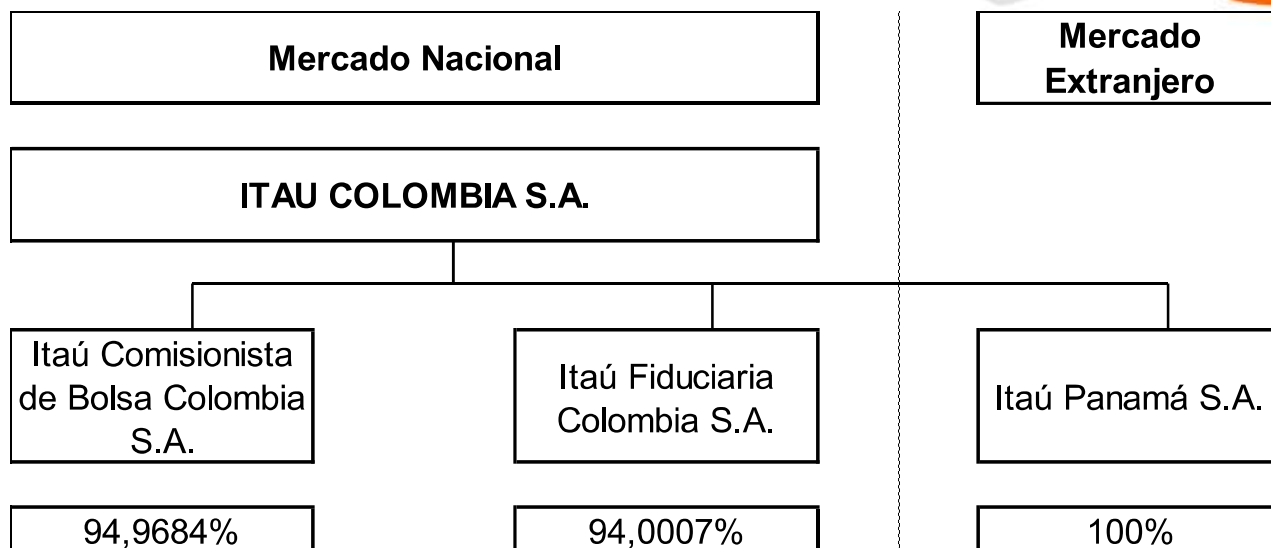 Mercado Nacional
Mercado
Extranjero
ITAU COLOMBIA S.A.
Itaú Comisionista
de Bolsa Colombia
S.A.
Itaú Fiduciaria
Colombia S.A.
Itaú Panamá S.A.
94,9684%
94,0007%
100%